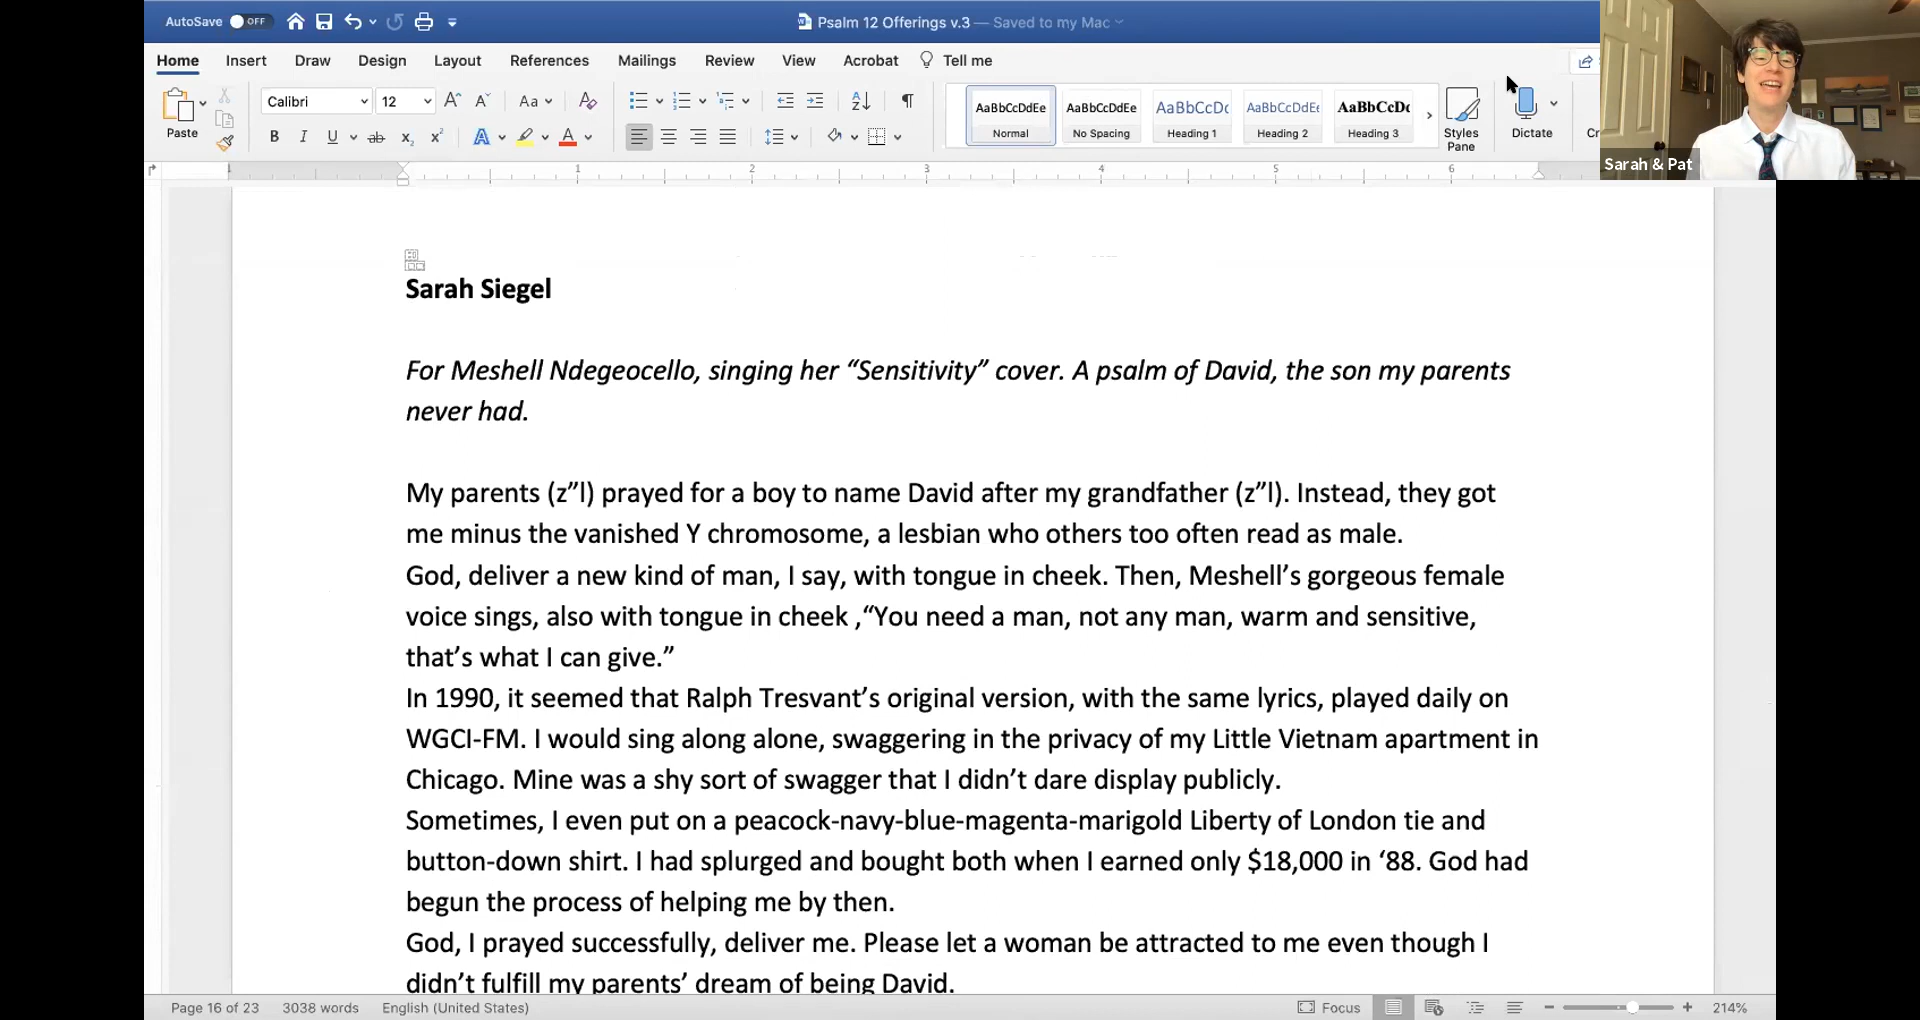 AutoSave OFF
Psalm 12 Offerings v.3 — Saved to my Mac
Home Insert Draw Design Layout References Mailings Review View Acrobat Tell me
Paste
Calibri 12
Aa
AaBbCcDdEe AaBbCcDdEe AaBbCcDc AaBbCcDdEe AaBbCcDc
Normal No Spacing Heading 1 Heading 2 Heading 3
Styles Pane
Dictate
Sarah & Pat
1 1 2 3 4 5 6
Sarah Siegel
For Meshell Ndegeocello, singing her “Sensitivity” cover. A psalm of David, the son my parents
never had.
My parents (z”l) prayed for a boy to name David after my grandfather (z”l). Instead, they got
me minus the vanished Y chromosome, a lesbian who others too often read as male.
God, deliver a new kind of man, I say, with tongue in cheek. Then, Meshell’s gorgeous female
voice sings, also with tongue in cheek ,“You need a man, not any man, warm and sensitive,
that’s what I can give.”
In 1990, it seemed that Ralph Tresvant’s original version, with the same lyrics, played daily on
WGCI-FM. I would sing along alone, swaggering in the privacy of my Little Vietnam apartment in
Chicago. Mine was a shy sort of swagger that I didn’t dare display publicly.
Sometimes, I even put on a peacock-navy-blue-magenta-marigold Liberty of London tie and
button-down shirt. I had splurged and bought both when I earned only $18,000 in ‘88. God had
begun the process of helping me by then.
God, I prayed successfully, deliver me. Please let a woman be attracted to me even though I
didn’t fulfill my parents’ dream of being David.
Page 16 of 23 3038 words English (United States) Focus 214%